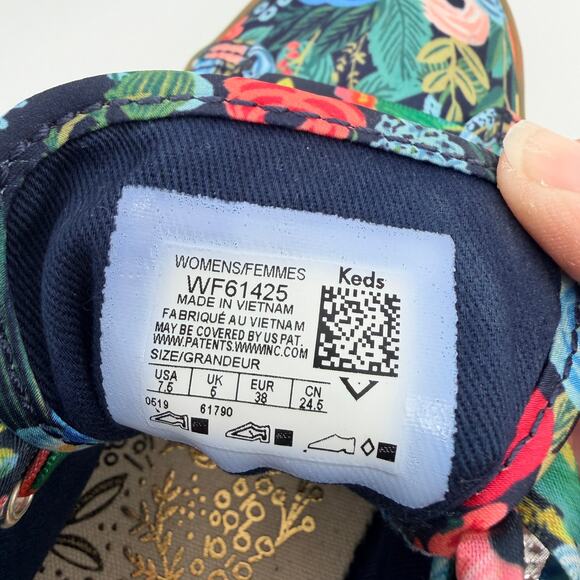 WOMENS/FEMMES
WF61425
MADE IN VIETNAM
FABRIQUÉ AU VIETNAM
MAY BE COVERED BY US PAT.
WWW.PATENTS.WWWINC.COM
SIZE/GRANDEUR
Keds
USA UK EUR CN
7.5 5 38 24.5
0519 61790